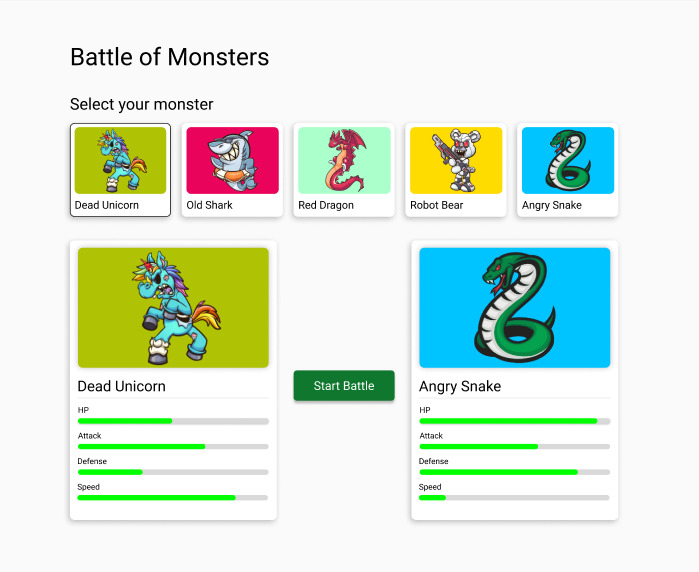 Battle of Monsters
Select your monster
Dead Unicorn
Old Shark
Red Dragon
Robot Bear
Angry Snake
Dead Unicorn
HP
Attack
Defense
Speed
Start Battle
Angry Snake
HP
Attack
Defense
Speed